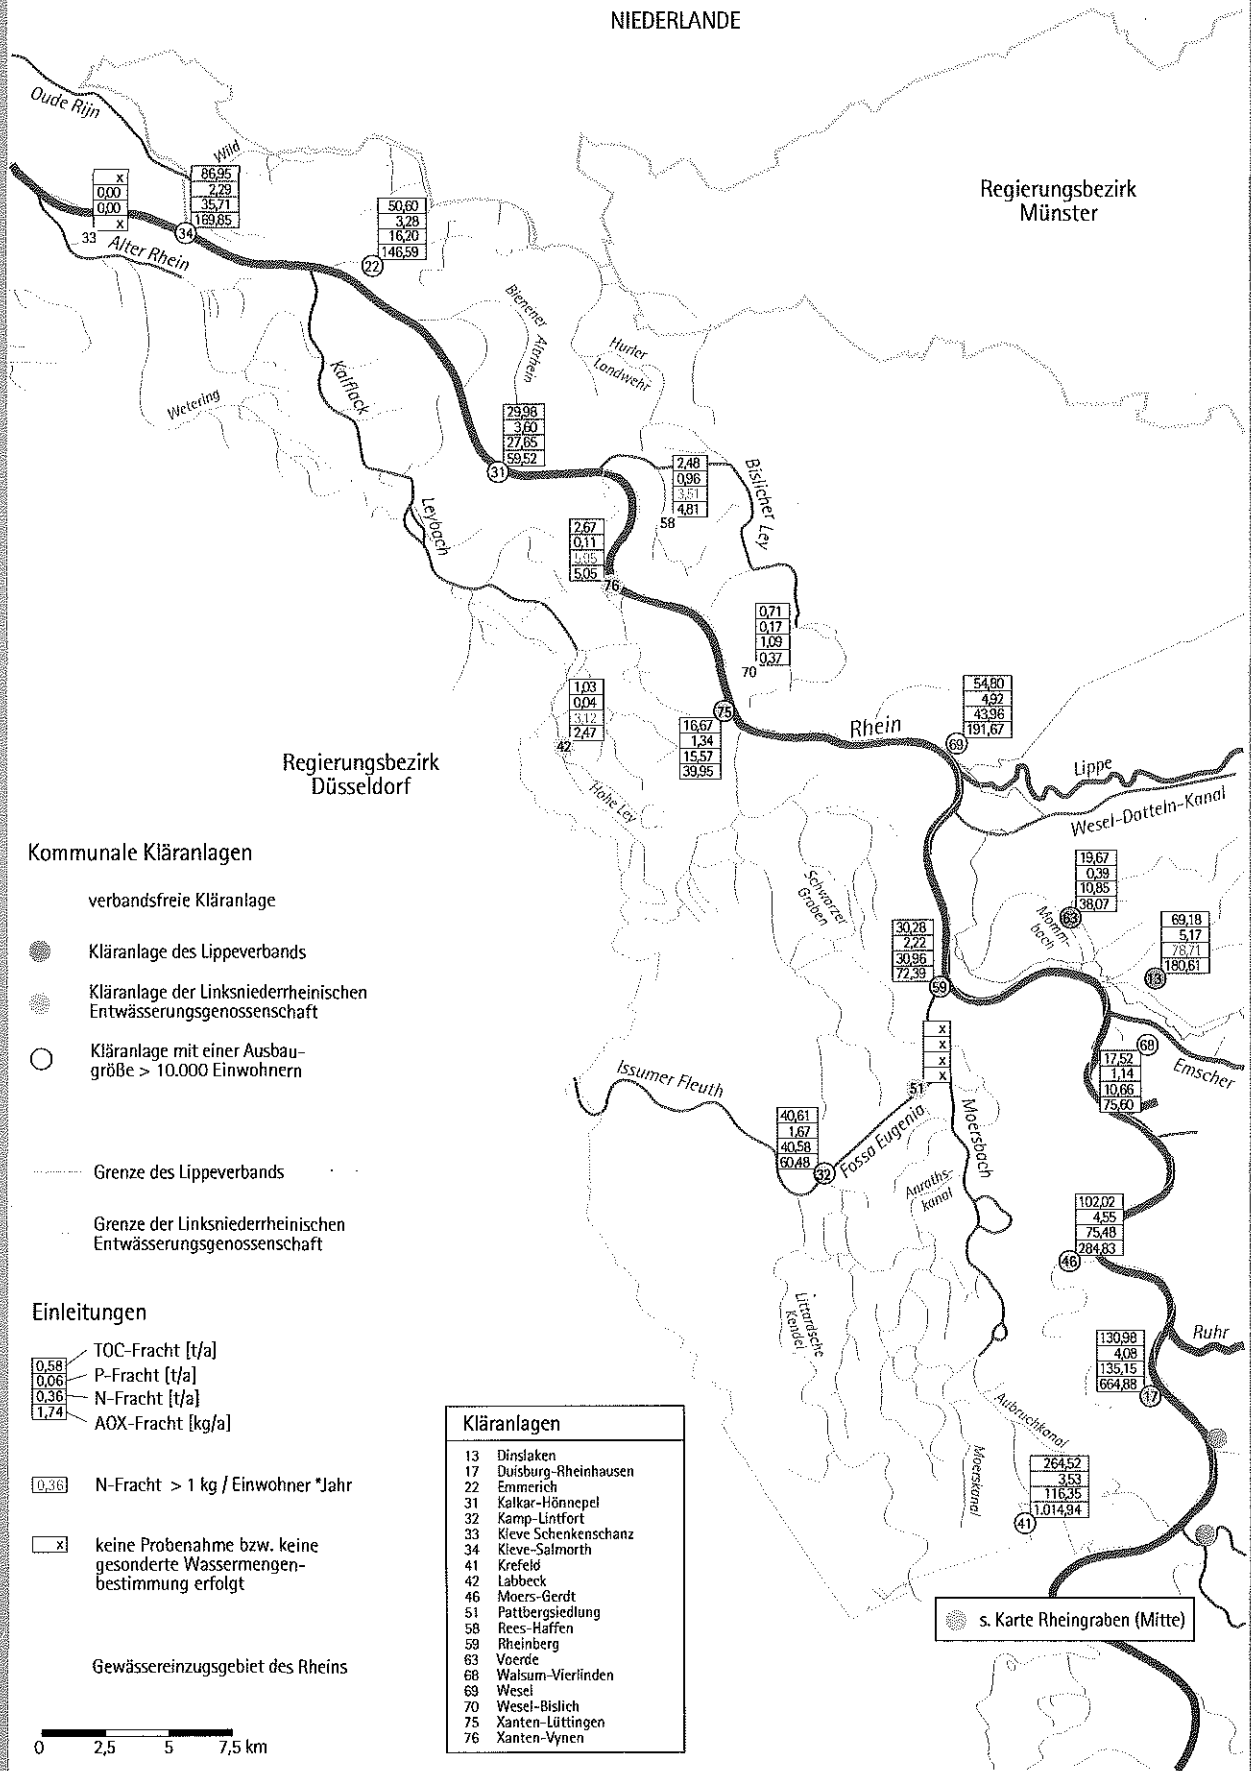 NIEDERLANDE
Oude Rijn
Wild
x
0,00
0,00
x
33
86,95
2,29
35,71
169,85
34
Alter Rhein
50,60
3,28
16,20
146,59
22
Regierungsbezirk
Münster
Bieneiner
Alterhein
Hurler
Landwehr
Kalflack
Wetering
29,98
3,60
27,65
59,52
31
2,48
0,96
3,51
4,81
58
Bislicher Ley
Leybach
2,67
0,11
5,05
5,05
76
0,71
0,17
1,09
0,37
70
1,03
0,04
3,12
2,47
42
75
16,67
1,34
15,57
39,95
Rhein
54,80
4,92
43,96
191,67
69
Lippe
Wesel-Datteln-Kanal
Regierungsbezirk
Düsseldorf
Hohe Ley
Schwarzer
Graben
19,67
0,39
10,85
38,07
63
Momm-
bach
69,18
5,17
78,71
180,61
13
30,28
2,22
30,96
72,39
59
x
x
x
x
51
68
17,52
1,14
10,66
75,60
Emscher
Issumer Fleuth
40,61
1,67
40,58
60,48
32
Fossa Eugenia
Moersbach
Anraths-
kanal
102,02
4,55
75,48
284,83
46
Littardsche
Kendel
Ruhr
130,98
4,08
135,15
664,88
17
Aubruchkanal
Moerskanal
264,52
3,53
116,35
1.014,94
41
s. Karte Rheingraben (Mitte)
Kommunale Kläranlagen
verbandsfreie Kläranlage
Kläranlage des Lippeverbands
Kläranlage der Linksniederrheinischen
Entwässerungsgenossenschaft
Kläranlage mit einer Ausbau-
größe > 10.000 Einwohnern
Grenze des Lippeverbands
Grenze der Linksniederrheinischen
Entwässerungsgenossenschaft
Einleitungen
0,58 TOC-Fracht [t/a]
0,06 P-Fracht [t/a]
0,36 N-Fracht [t/a]
1,74 AOX-Fracht [kg/a]
0,36 N-Fracht > 1 kg / Einwohner *Jahr
x keine Probenahme bzw. keine
gesonderte Wassermengen-
bestimmung erfolgt
Gewässereinzugsgebiet des Rheins
0 2,5 5 7,5 km
Kläranlagen
13 Dinslaken
17 Duisburg-Rheinhausen
22 Emmerich
31 Kalkar-Hönnepel
32 Kamp-Lintfort
33 Kleve Schenkenschanz
34 Kleve-Salmorth
41 Krefeld
42 Labbeck
46 Moers-Gerdt
51 Pattbergsiedlung
58 Rees-Haffen
59 Rheinberg
63 Voerde
68 Walsum-Vierlinden
69 Wesel
70 Wesel-Bislich
75 Xanten-Lüttingen
76 Xanten-Vynen